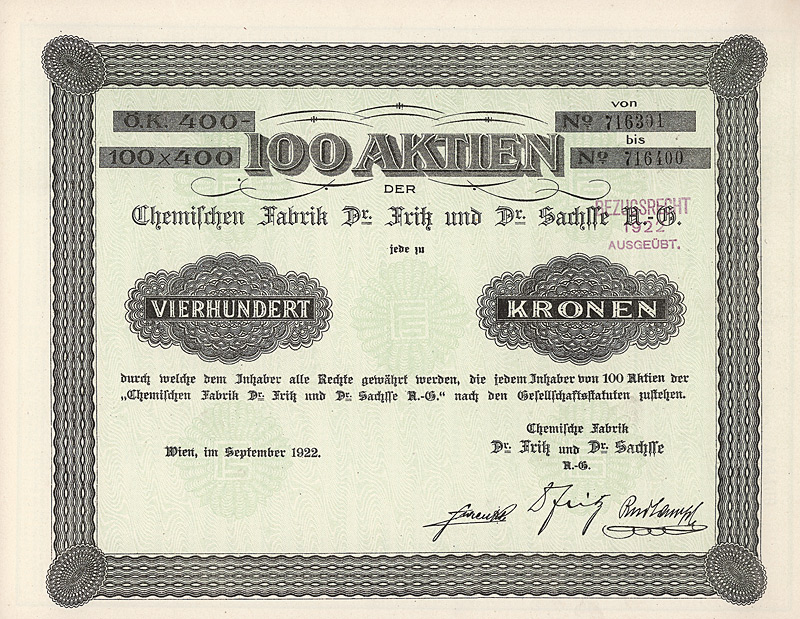 von
Ö.K. 400-
No 716301
bis
100x400
100 AKTIEN
No 716400
DER
Chemischen Fabrik Dr. Fritz und Dr. Sachsse A.-G.
BEZUGSRECHT
1922
AUSGEÜBT.
jede zu
VIERHUNDERT
KRONEN
durch welche dem Inhaber alle Rechte gewährt werden, die jedem Inhaber von 100 Aktien der
„Chemischen Fabrik Dr. Fritz und Dr. Sachsse A.-G.“ nach den Gesellschaftsstatuten zustehen.
Chemische Fabrik
Wien, im September 1922.
Dr. Fritz und Dr. Sachsse
A.-G.
D Fritz